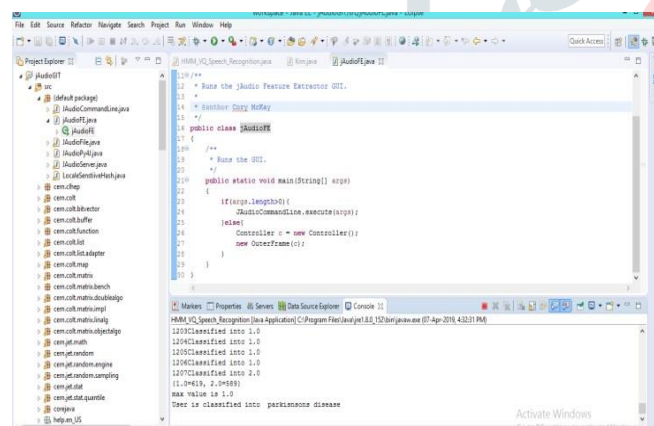 workspace - Java EE - jAudioGIT/src/jAudioFE.java - Eclipse
File Edit Source Refactor Navigate Search Project Run Window Help
Quick Access
Project Explorer
HMM_VQ_Speech_Recognition.java
Knn.java
jAudioFE.java
jAudioGIT
src
(default package)
JAudioCommandLine.java
jAudioFE.java
jAudioFE
JAudioFile.java
JAudioPy4J.java
JAudioServer.java
LocaleSensitiveHash.java
cern.clhep
cern.colt
cern.colt.bitvector
cern.colt.buffer
cern.colt.function
cern.colt.list
cern.colt.list.adapter
cern.colt.map
cern.colt.matrix
cern.colt.matrix.bench
cern.colt.matrix.doublealgo
cern.colt.matrix.impl
cern.colt.matrix.linalg
cern.colt.matrix.objectalgo
cern.jet.math
cern.jet.random
cern.jet.random.engine
cern.jet.random.sampling
cern.jet.stat
cern.jet.stat.quantile
corejava
help.en_US
11 /**
12 * Runs the jAudio Feature Extractor GUI.
13 *
14 * @author Cory McKay
15 */
16 public class jAudioFE
17 {
18 /**
19 * Runs the GUI.
20 */
21 public static void main(String[] args)
22 {
23 if(args.length>0){
24 JAudioCommandLine.execute(args);
25 }else{
26 Controller c = new Controller();
27 new OuterFrame(c);
28 }
29 }
30 }
Markers Properties Servers Data Source Explorer Console
HMM_VQ_Speech_Recognition [Java Application] C:\Program Files\Java\jre1.8.0_152\bin\javaw.exe (07-Apr-2019, 4:32:31 PM)
1203Classified into 1.0
1204Classified into 1.0
1205Classified into 1.0
1206Classified into 1.0
1207Classified into 2.0
{1.0=619, 2.0=589}
max value is 1.0
User is classified into parkisnsons disease
Activate Windows